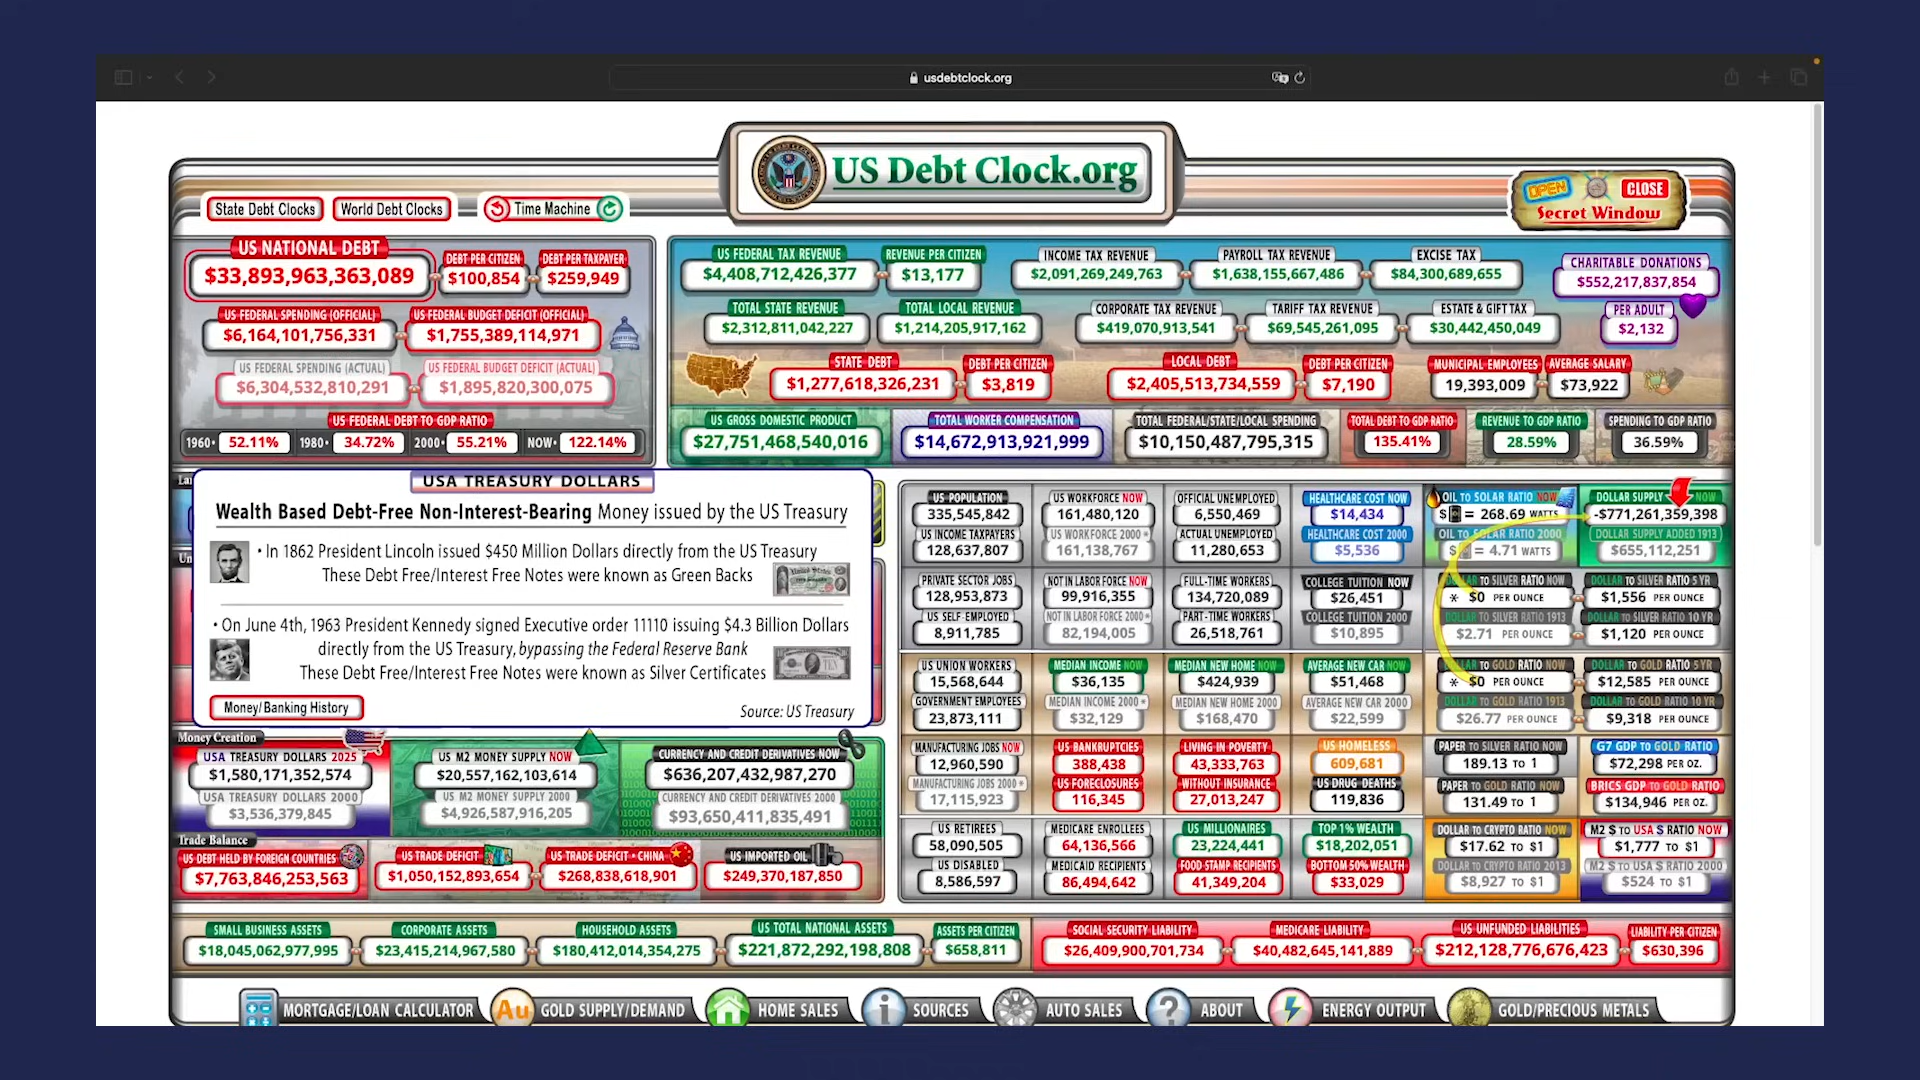 usdebtclock.org
US Debt Clock.org
State Debt Clocks
World Debt Clocks
Time Machine
OPEN
CLOSE
Secret Window
US NATIONAL DEBT
$33,893,963,363,089
DEBT PER CITIZEN
$100,854
DEBT PER TAXPAYER
$259,949
US FEDERAL SPENDING (OFFICIAL)
$6,164,101,756,331
US FEDERAL BUDGET DEFICIT (OFFICIAL)
$1,755,389,114,971
US FEDERAL SPENDING (ACTUAL)
$6,304,532,810,291
US FEDERAL BUDGET DEFICIT (ACTUAL)
$1,895,820,300,075
US FEDERAL DEBT TO GDP RATIO
1960• 52.11% 1980• 34.72% 2000• 55.21% NOW• 122.14%
US FEDERAL TAX REVENUE
$4,408,712,426,377
REVENUE PER CITIZEN
$13,177
INCOME TAX REVENUE
$2,091,269,249,763
PAYROLL TAX REVENUE
$1,638,155,667,486
EXCISE TAX
$84,300,689,655
CHARITABLE DONATIONS
$552,217,837,854
TOTAL STATE REVENUE
$2,312,811,042,227
TOTAL LOCAL REVENUE
$1,214,205,917,162
CORPORATE TAX REVENUE
$419,070,913,541
TARIFF TAX REVENUE
$69,545,261,095
ESTATE & GIFT TAX
$30,442,450,049
PER ADULT
$2,132
STATE DEBT
$1,277,618,326,231
DEBT PER CITIZEN
$3,819
LOCAL DEBT
$2,405,513,734,559
DEBT PER CITIZEN
$7,190
MUNICIPAL EMPLOYEES
19,393,009
AVERAGE SALARY
$73,922
US GROSS DOMESTIC PRODUCT
$27,751,468,540,016
TOTAL WORKER COMPENSATION
$14,672,913,921,999
TOTAL FEDERAL/STATE/LOCAL SPENDING
$10,150,487,795,315
TOTAL DEBT TO GDP RATIO
135.41%
REVENUE TO GDP RATIO
28.59%
SPENDING TO GDP RATIO
36.59%
USA TREASURY DOLLARS
Wealth Based Debt-Free Non-Interest-Bearing Money issued by the US Treasury
• In 1862 President Lincoln issued $450 Million Dollars directly from the US Treasury
These Debt Free/Interest Free Notes were known as Green Backs
• On June 4th, 1963 President Kennedy signed Executive order 11110 issuing $4.3 Billion Dollars
directly from the US Treasury, bypassing the Federal Reserve Bank
These Debt Free/Interest Free Notes were known as Silver Certificates
Money/Banking History
Source: US Treasury
US POPULATION
335,545,842
US INCOME TAXPAYERS
128,637,807
US WORKFORCE NOW
161,480,120
US WORKFORCE 2000
161,138,767
OFFICIAL UNEMPLOYED
6,550,469
ACTUAL UNEMPLOYED
11,280,653
HEALTHCARE COST NOW
$14,434
HEALTHCARE COST 2000
$5,536
OIL TO SOLAR RATIO NOW
$ = 268.69 WATTS
OIL TO SOLAR RATIO 2000
$ = 4.71 WATTS
DOLLAR SUPPLY NOW
-$771,261,359,398
DOLLAR SUPPLY ADDED 1913
$655,112,251
PRIVATE SECTOR JOBS
128,953,873
US SELF-EMPLOYED
8,911,785
NOT IN LABOR FORCE NOW
99,916,355
NOT IN LABOR FORCE 2000
82,194,005
FULL-TIME WORKERS
134,720,089
PART-TIME WORKERS
26,518,761
COLLEGE TUITION NOW
$26,451
COLLEGE TUITION 2000
$10,895
DOLLAR TO SILVER RATIO NOW
* $0 PER OUNCE
DOLLAR TO SILVER RATIO 1913
$2.71 PER OUNCE
DOLLAR TO SILVER RATIO 5 YR
$1,556 PER OUNCE
DOLLAR TO SILVER RATIO 10 YR
$1,120 PER OUNCE
US UNION WORKERS
15,568,644
GOVERNMENT EMPLOYEES
23,873,111
MEDIAN INCOME NOW
$36,135
MEDIAN INCOME 2000
$32,129
MEDIAN NEW HOME NOW
$424,939
MEDIAN NEW HOME 2000
$168,470
AVERAGE NEW CAR NOW
$51,468
AVERAGE NEW CAR 2000
$22,599
DOLLAR TO GOLD RATIO NOW
* $0 PER OUNCE
DOLLAR TO GOLD RATIO 1913
$26.77 PER OUNCE
DOLLAR TO GOLD RATIO 5 YR
$12,585 PER OUNCE
DOLLAR TO GOLD RATIO 10 YR
$9,318 PER OUNCE
Money Creation
USA TREASURY DOLLARS 2025
$1,580,171,352,574
USA TREASURY DOLLARS 2000
$3,536,379,845
US M2 MONEY SUPPLY NOW
$20,557,162,103,614
US M2 MONEY SUPPLY 2000
$4,926,587,916,205
CURRENCY AND CREDIT DERIVATIVES NOW
$636,207,432,987,270
CURRENCY AND CREDIT DERIVATIVES 2000
$93,650,411,835,491
MANUFACTURING JOBS NOW
12,960,590
MANUFACTURING JOBS 2000
17,115,923
US BANKRUPTCIES
388,438
US FORECLOSURES
116,345
LIVING IN POVERTY
43,333,763
WITHOUT INSURANCE
27,013,247
US HOMELESS
609,681
US DRUG DEATHS
119,836
PAPER TO SILVER RATIO NOW
189.13 TO 1
PAPER TO GOLD RATIO NOW
131.49 TO 1
G7 GDP TO GOLD RATIO
$72,298 PER OZ.
BRICS GDP TO GOLD RATIO
$134,946 PER OZ.
Trade Balance
US DEBT HELD BY FOREIGN COUNTRIES
$7,763,846,253,563
US TRADE DEFICIT
$1,050,152,893,654
US TRADE DEFICIT • CHINA
$268,838,618,901
US IMPORTED OIL
$249,370,187,850
US RETIREES
58,090,505
US DISABLED
8,586,597
MEDICARE ENROLLEES
64,136,566
MEDICAID RECIPIENTS
86,494,642
US MILLIONAIRES
23,224,441
FOOD STAMP RECIPIENTS
41,349,204
TOP 1% WEALTH
$18,202,051
BOTTOM 50% WEALTH
$33,029
DOLLAR TO CRYPTO RATIO NOW
$17.62 TO $1
DOLLAR TO CRYPTO RATIO 2013
$8,927 TO $1
M2 $ TO USA $ RATIO NOW
$1,777 TO $1
M2 $ TO USA $ RATIO 2000
$524 TO $1
SMALL BUSINESS ASSETS
$18,045,062,977,995
CORPORATE ASSETS
$23,415,214,967,580
HOUSEHOLD ASSETS
$180,412,014,354,275
US TOTAL NATIONAL ASSETS
$221,872,292,198,808
ASSETS PER CITIZEN
$658,811
SOCIAL SECURITY LIABILITY
$26,409,900,701,734
MEDICARE LIABILITY
$40,482,645,141,889
US UNFUNDED LIABILITIES
$212,128,776,676,423
LIABILITY PER CITIZEN
$630,396
MORTGAGE/LOAN CALCULATOR
Au GOLD SUPPLY/DEMAND
HOME SALES
SOURCES
AUTO SALES
ABOUT
ENERGY OUTPUT
GOLD/PRECIOUS METALS